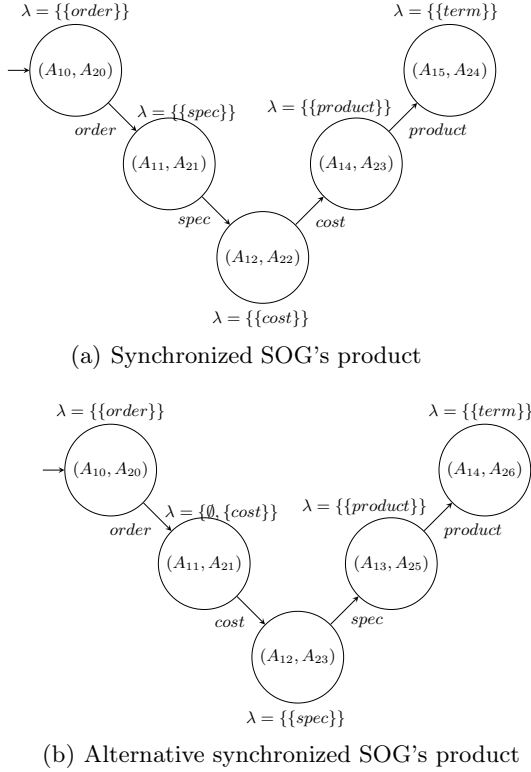 λ = {{order}}
λ = {{term}}
(A₁₀, A₂₀)
(A₁₅, A₂₄)
λ = {{spec}}
λ = {{product}}
order
product
(A₁₁, A₂₁)
(A₁₄, A₂₃)
spec
cost
(A₁₂, A₂₂)
λ = {{cost}}
(a) Synchronized SOG's product
λ = {{order}}
λ = {{term}}
(A₁₀, A₂₀)
(A₁₄, A₂₆)
λ = {∅, {cost}}
λ = {{product}}
order
product
(A₁₁, A₂₁)
(A₁₃, A₂₅)
cost
spec
(A₁₂, A₂₃)
λ = {{spec}}
(b) Alternative synchronized SOG's product